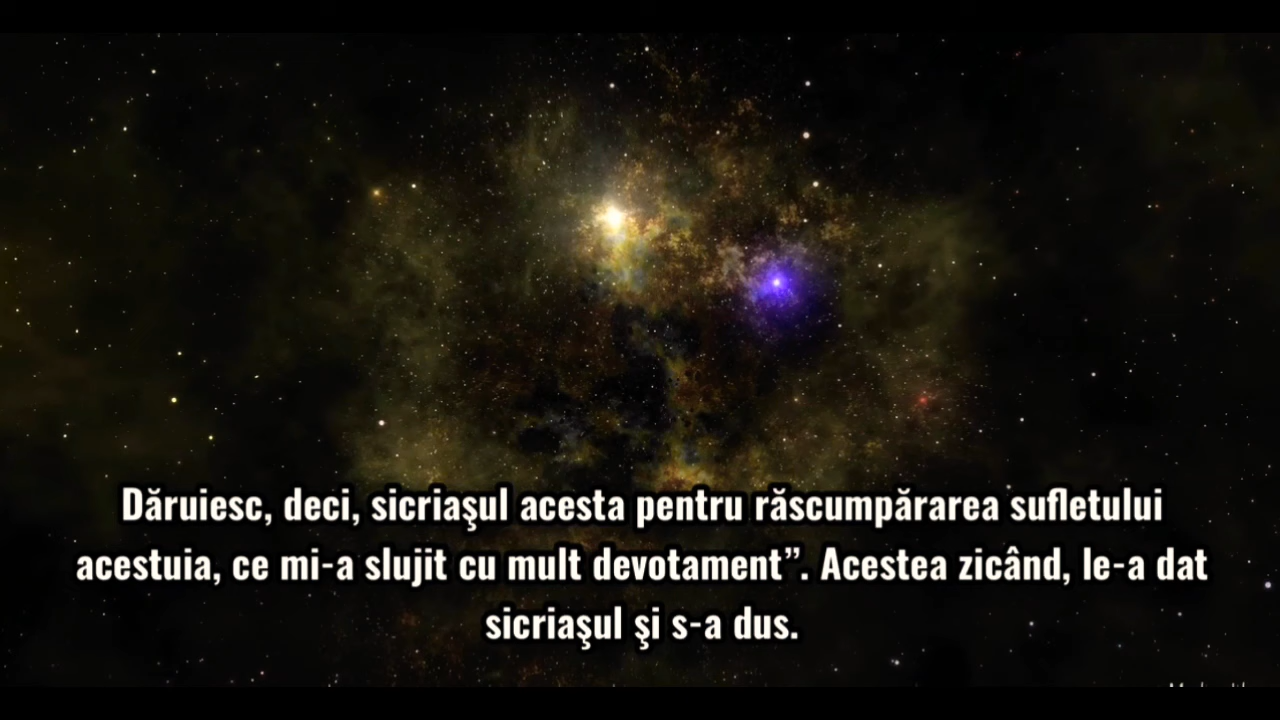 Dăruiesc, deci, sicriaşul acesta pentru răscumpărarea sufletului
acestuia, ce mi-a slujit cu mult devotament”. Acestea zicând, le-a dat
sicriaşul şi s-a dus.